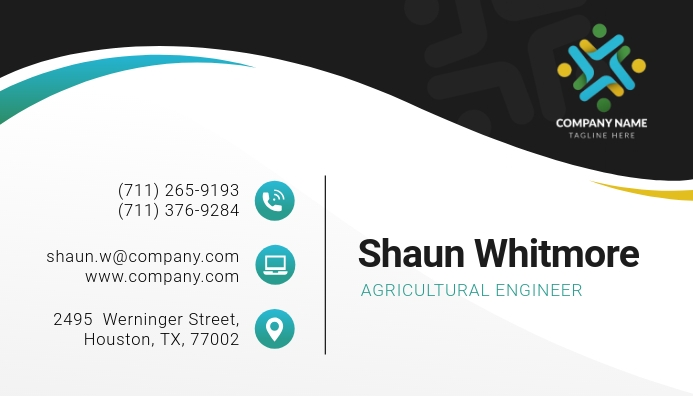 COMPANY NAME
TAGLINE HERE
(711) 265-9193
(711) 376-9284
shaun.w@company.com
www.company.com
2495  Werninger Street,
Houston, TX, 77002
Shaun Whitmore
AGRICULTURAL ENGINEER